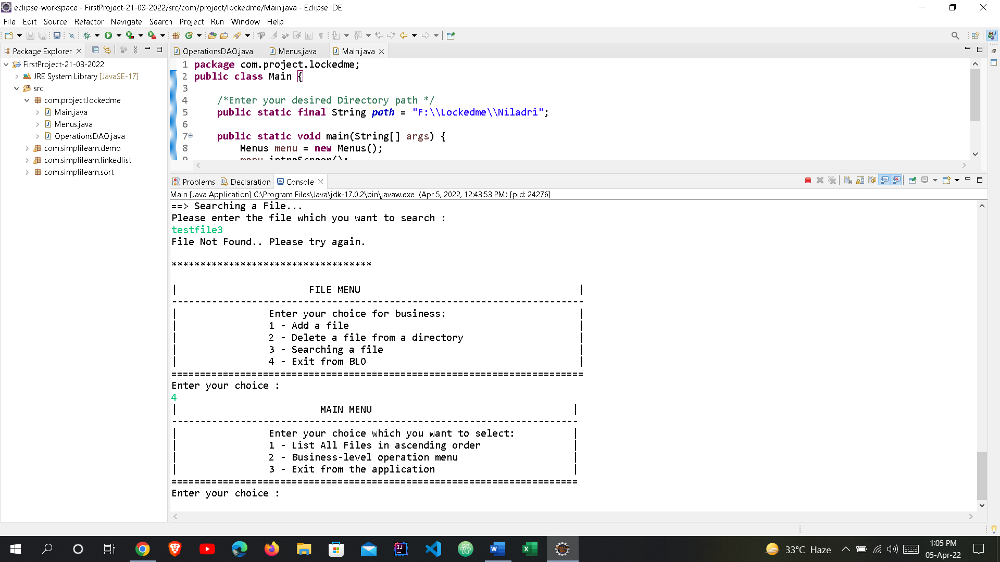 eclipse-workspace - FirstProject-21-03-2022/src/com/project/lockedme/Main.java - Eclipse IDE
File Edit Source Refactor Navigate Search Project Run Window Help
Package Explorer
FirstProject-21-03-2022
JRE System Library [JavaSE-17]
src
com.project.lockedme
Main.java
Menus.java
OperationsDAO.java
com.simplilearn.demo
com.simplilearn.linkedlist
com.simplilearn.sort
OperationsDAO.java Menus.java Main.java
1 package com.project.lockedme;
2 public class Main {
3
4 /*Enter your desired Directory path */
5 public static final String path = "F:\\Lockedme\\Niladri";
6
7 public static void main(String[] args) {
8 Menus menu = new Menus();
9 menu.introScreen();
Problems Declaration Console
Main [Java Application] C:\Program Files\Java\jdk-17.0.2\bin\javaw.exe (Apr 5, 2022, 12:43:53 PM) [pid: 24276]
==> Searching a File...
Please enter the file which you want to search :
testfile3
File Not Found.. Please try again.
***********************************
| FILE MENU |
------------------------------------------------------------------------
| Enter your choice for business: |
| 1 - Add a file |
| 2 - Delete a file from a directory |
| 3 - Searching a file |
| 4 - Exit from BLO |
========================================================================
Enter your choice :
4
| MAIN MENU |
-----------------------------------------------------------------------
| Enter your choice which you want to select: |
| 1 - List All Files in ascending order |
| 2 - Business-level operation menu |
| 3 - Exit from the application |
=======================================================================
Enter your choice :
33°C Haze
1:05 PM
05-Apr-22